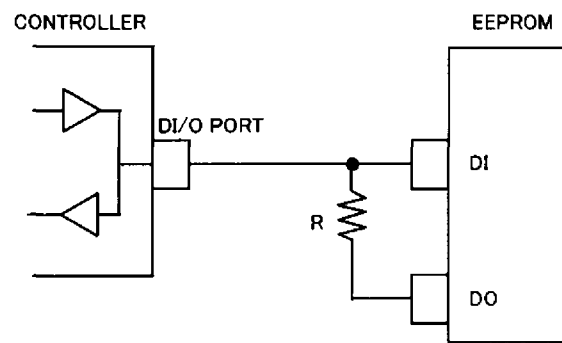 CONTROLLER
EEPROM
DI/O PORT
DI
R
DO